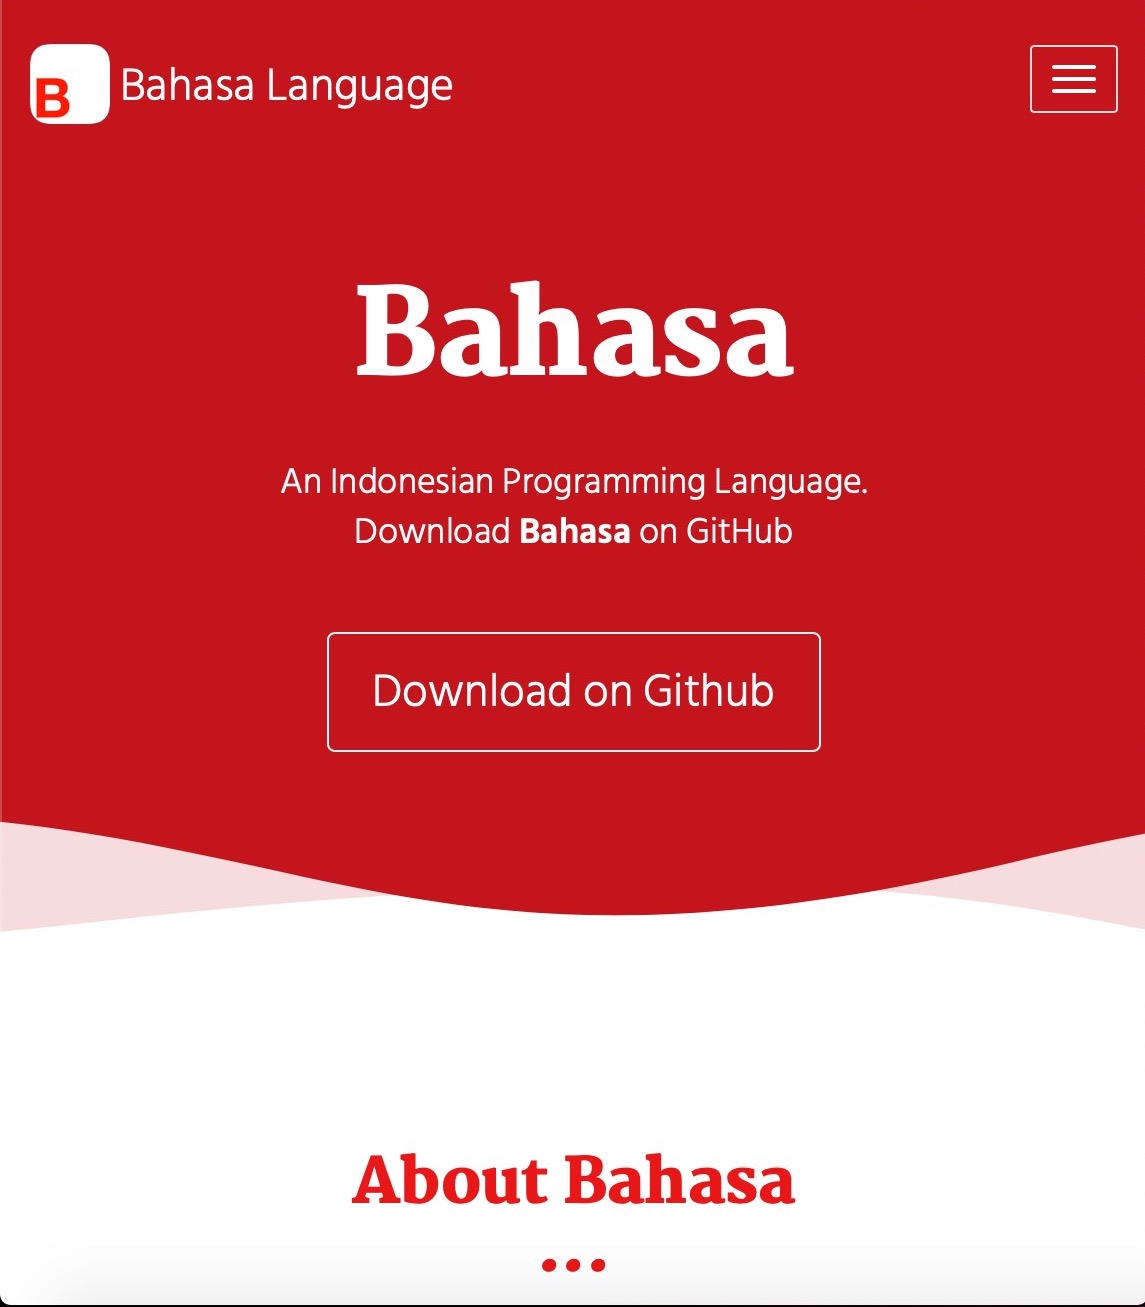 B
Bahasa Language
Bahasa
An Indonesian Programming Language.
Download Bahasa on GitHub
Download on Github
About Bahasa